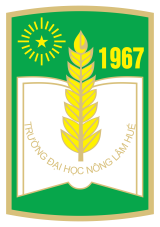 1967
TRƯỜNG ĐẠI HỌC NÔNG LÂM HUẾ